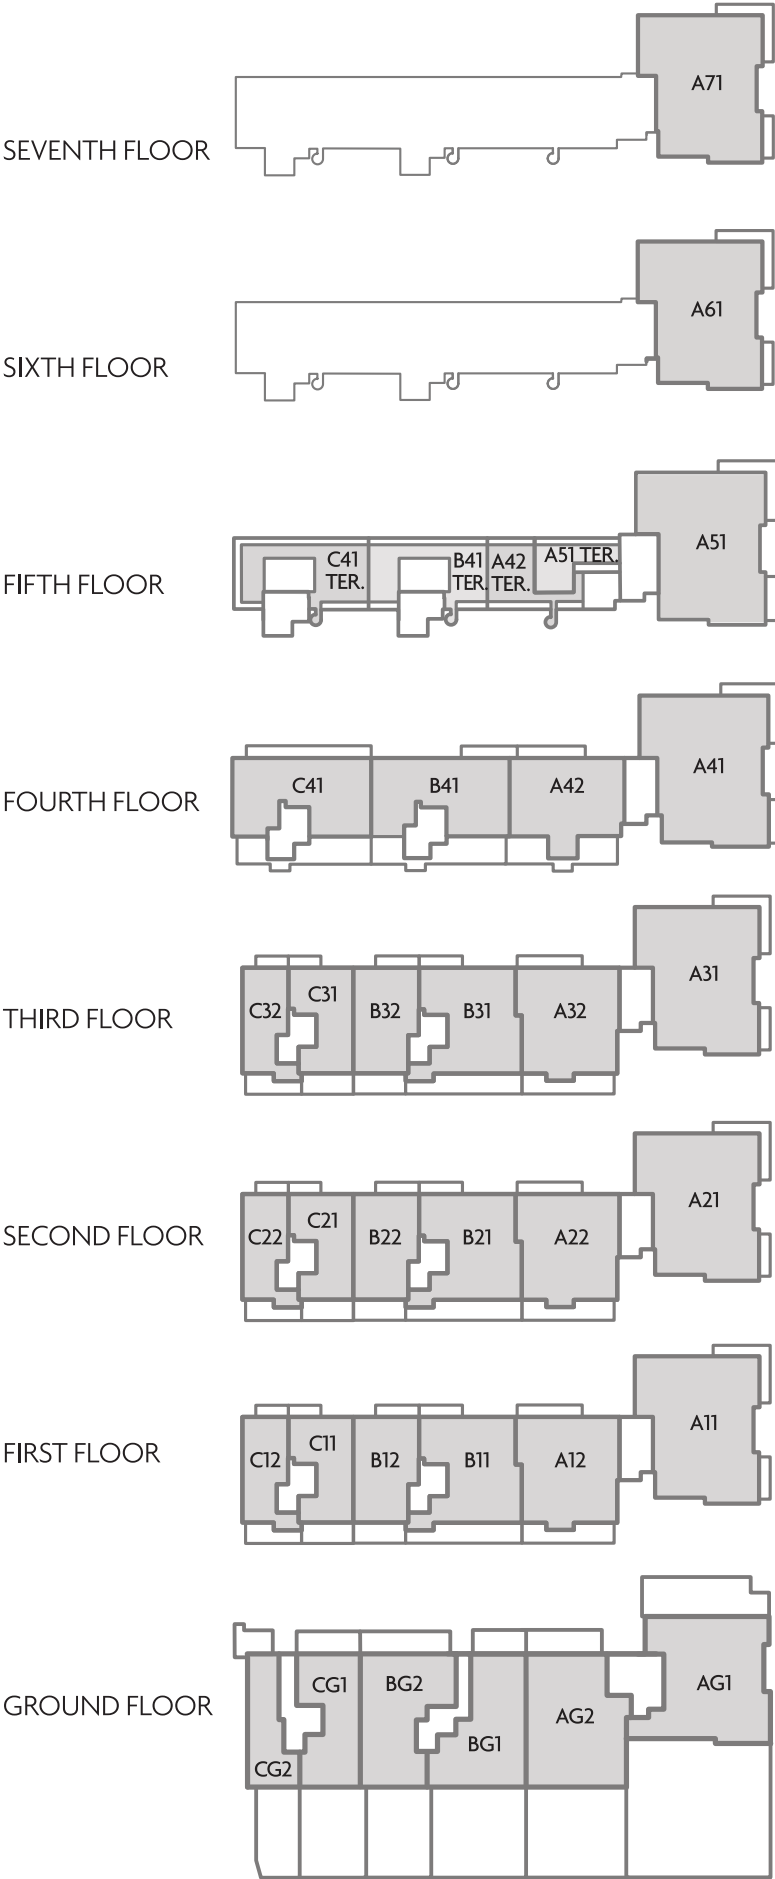 A71
SEVENTH FLOOR
A61
SIXTH FLOOR
C41 TER.
B41 TER.
A42 TER.
A51 TER.
A51
FIFTH FLOOR
C41 B41 A42 A41
FOURTH FLOOR
C32 C31 B32 B31 A32 A31
THIRD FLOOR
C22 C21 B22 B21 A22 A21
SECOND FLOOR
C12 C11 B12 B11 A12 A11
FIRST FLOOR
CG1 BG2 AG1
GROUND FLOOR
CG2 BG1 AG2